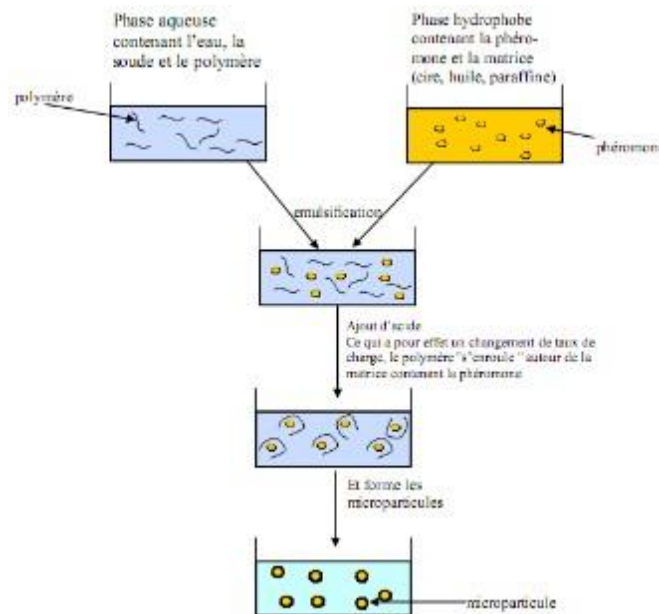 Phase aqueuse
contenant l'eau, la
soude et le polymère
Phase hydrophobe
contenant la phéro-
mone et la matrice
(cire, huile, paraffine)
polymère
phéromone
emulsification
Ajout d'acide
Ce qui a pour effet un changement de taux de
charge, le polymère "s'enroule" autour de la
matrice contenant la phéromone
Et forme les
microparticules
microparticule